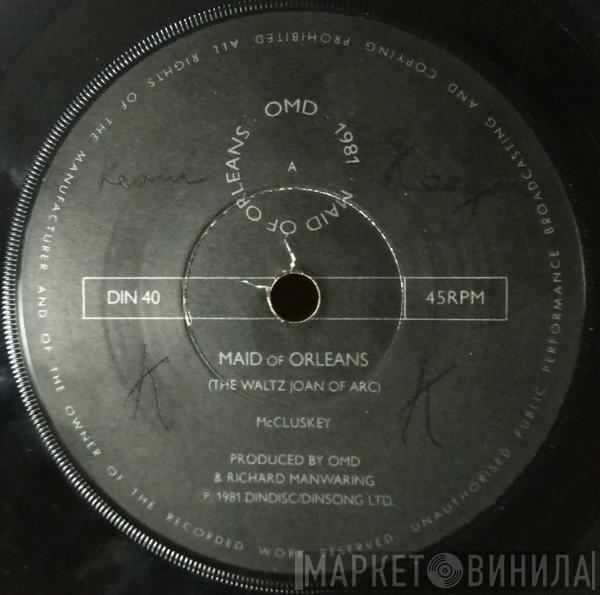 ALL RIGHTS OF THE MANUFACTURER AND OF THE OWNER OF THE RECORDED WORK RESERVED. UNAUTHORISED PUBLIC PERFORMANCE BROADCASTING AND COPYING PROHIBITED
OMD · 1981 · MAID OF ORLEANS ·
A
DIN 40
45RPM
MAID OF ORLEANS
(THE WALTZ JOAN OF ARC)
McCLUSKEY
PRODUCED BY OMD
& RICHARD MANWARING
P. 1981 DINDISC/DINSONG LTD.
K K
МАРКЕТ ВИНИЛА